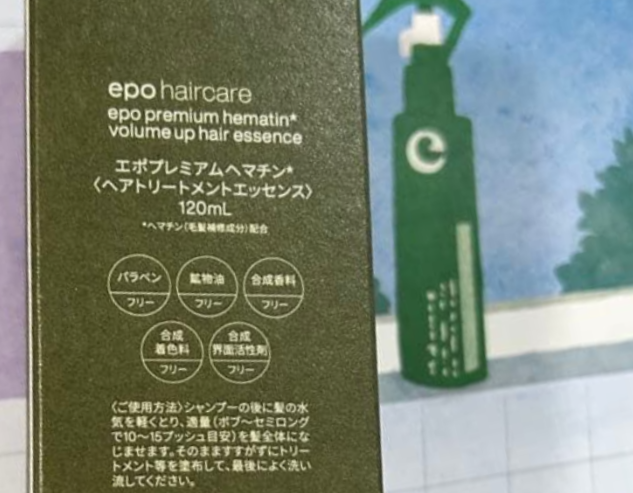 epo haircare
epo premium hematin*
volume up hair essence
エポプレミアムヘマチン*
〈ヘアトリートメントエッセンス〉
120mL
*ヘマチン(毛髪補修成分)配合
パラベン
フリー
鉱物油
フリー
合成香料
フリー
合成
着色料
フリー
合成
界面活性剤
フリー
〈ご使用方法〉シャンプーの後に髪の水
気を軽くとり、適量(ボブ〜セミロング
で10〜15プッシュ目安)を髪全体にな
じませます。そのまますすがずにトリー
トメント等を塗布して、最後によく洗い
流してください。
e